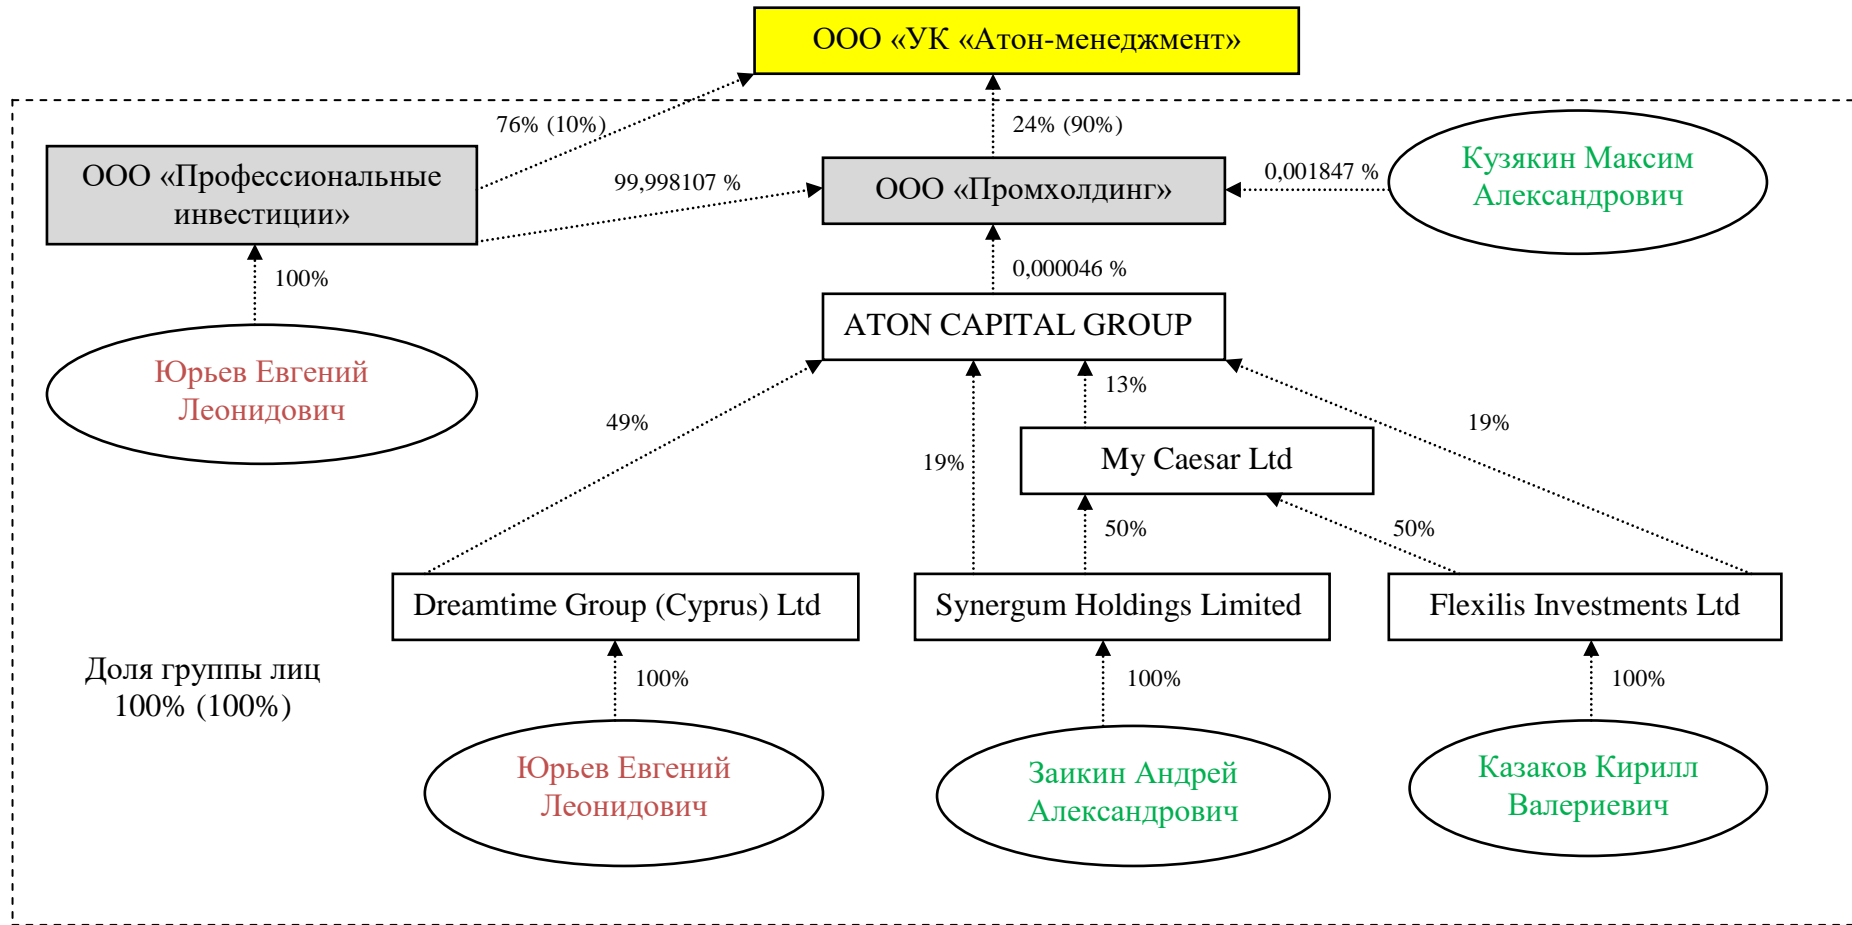 ООО «УК «Атон-менеджмент»
76% (10%)
24% (90%)
ООО «Профессиональные
инвестиции»
99,998107 %
ООО «Промхолдинг»
0,001847 %
Кузякин Максим
Александрович
100%
0,000046 %
ATON CAPITAL GROUP
Юрьев Евгений
Леонидович
49%
19%
13%
19%
My Caesar Ltd
50%
50%
Dreamtime Group (Cyprus) Ltd
Synergum Holdings Limited
Flexilis Investments Ltd
Доля группы лиц
100% (100%)
100%
100%
100%
Юрьев Евгений
Леонидович
Заикин Андрей
Александрович
Казаков Кирилл
Валериевич